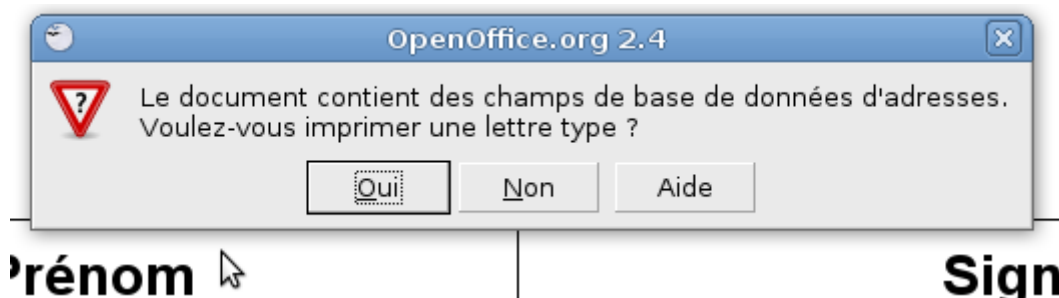 OpenOffice.org 2.4
Le document contient des champs de base de données d'adresses.
Voulez-vous imprimer une lettre type ?
Oui Non Aide
Prénom Sign